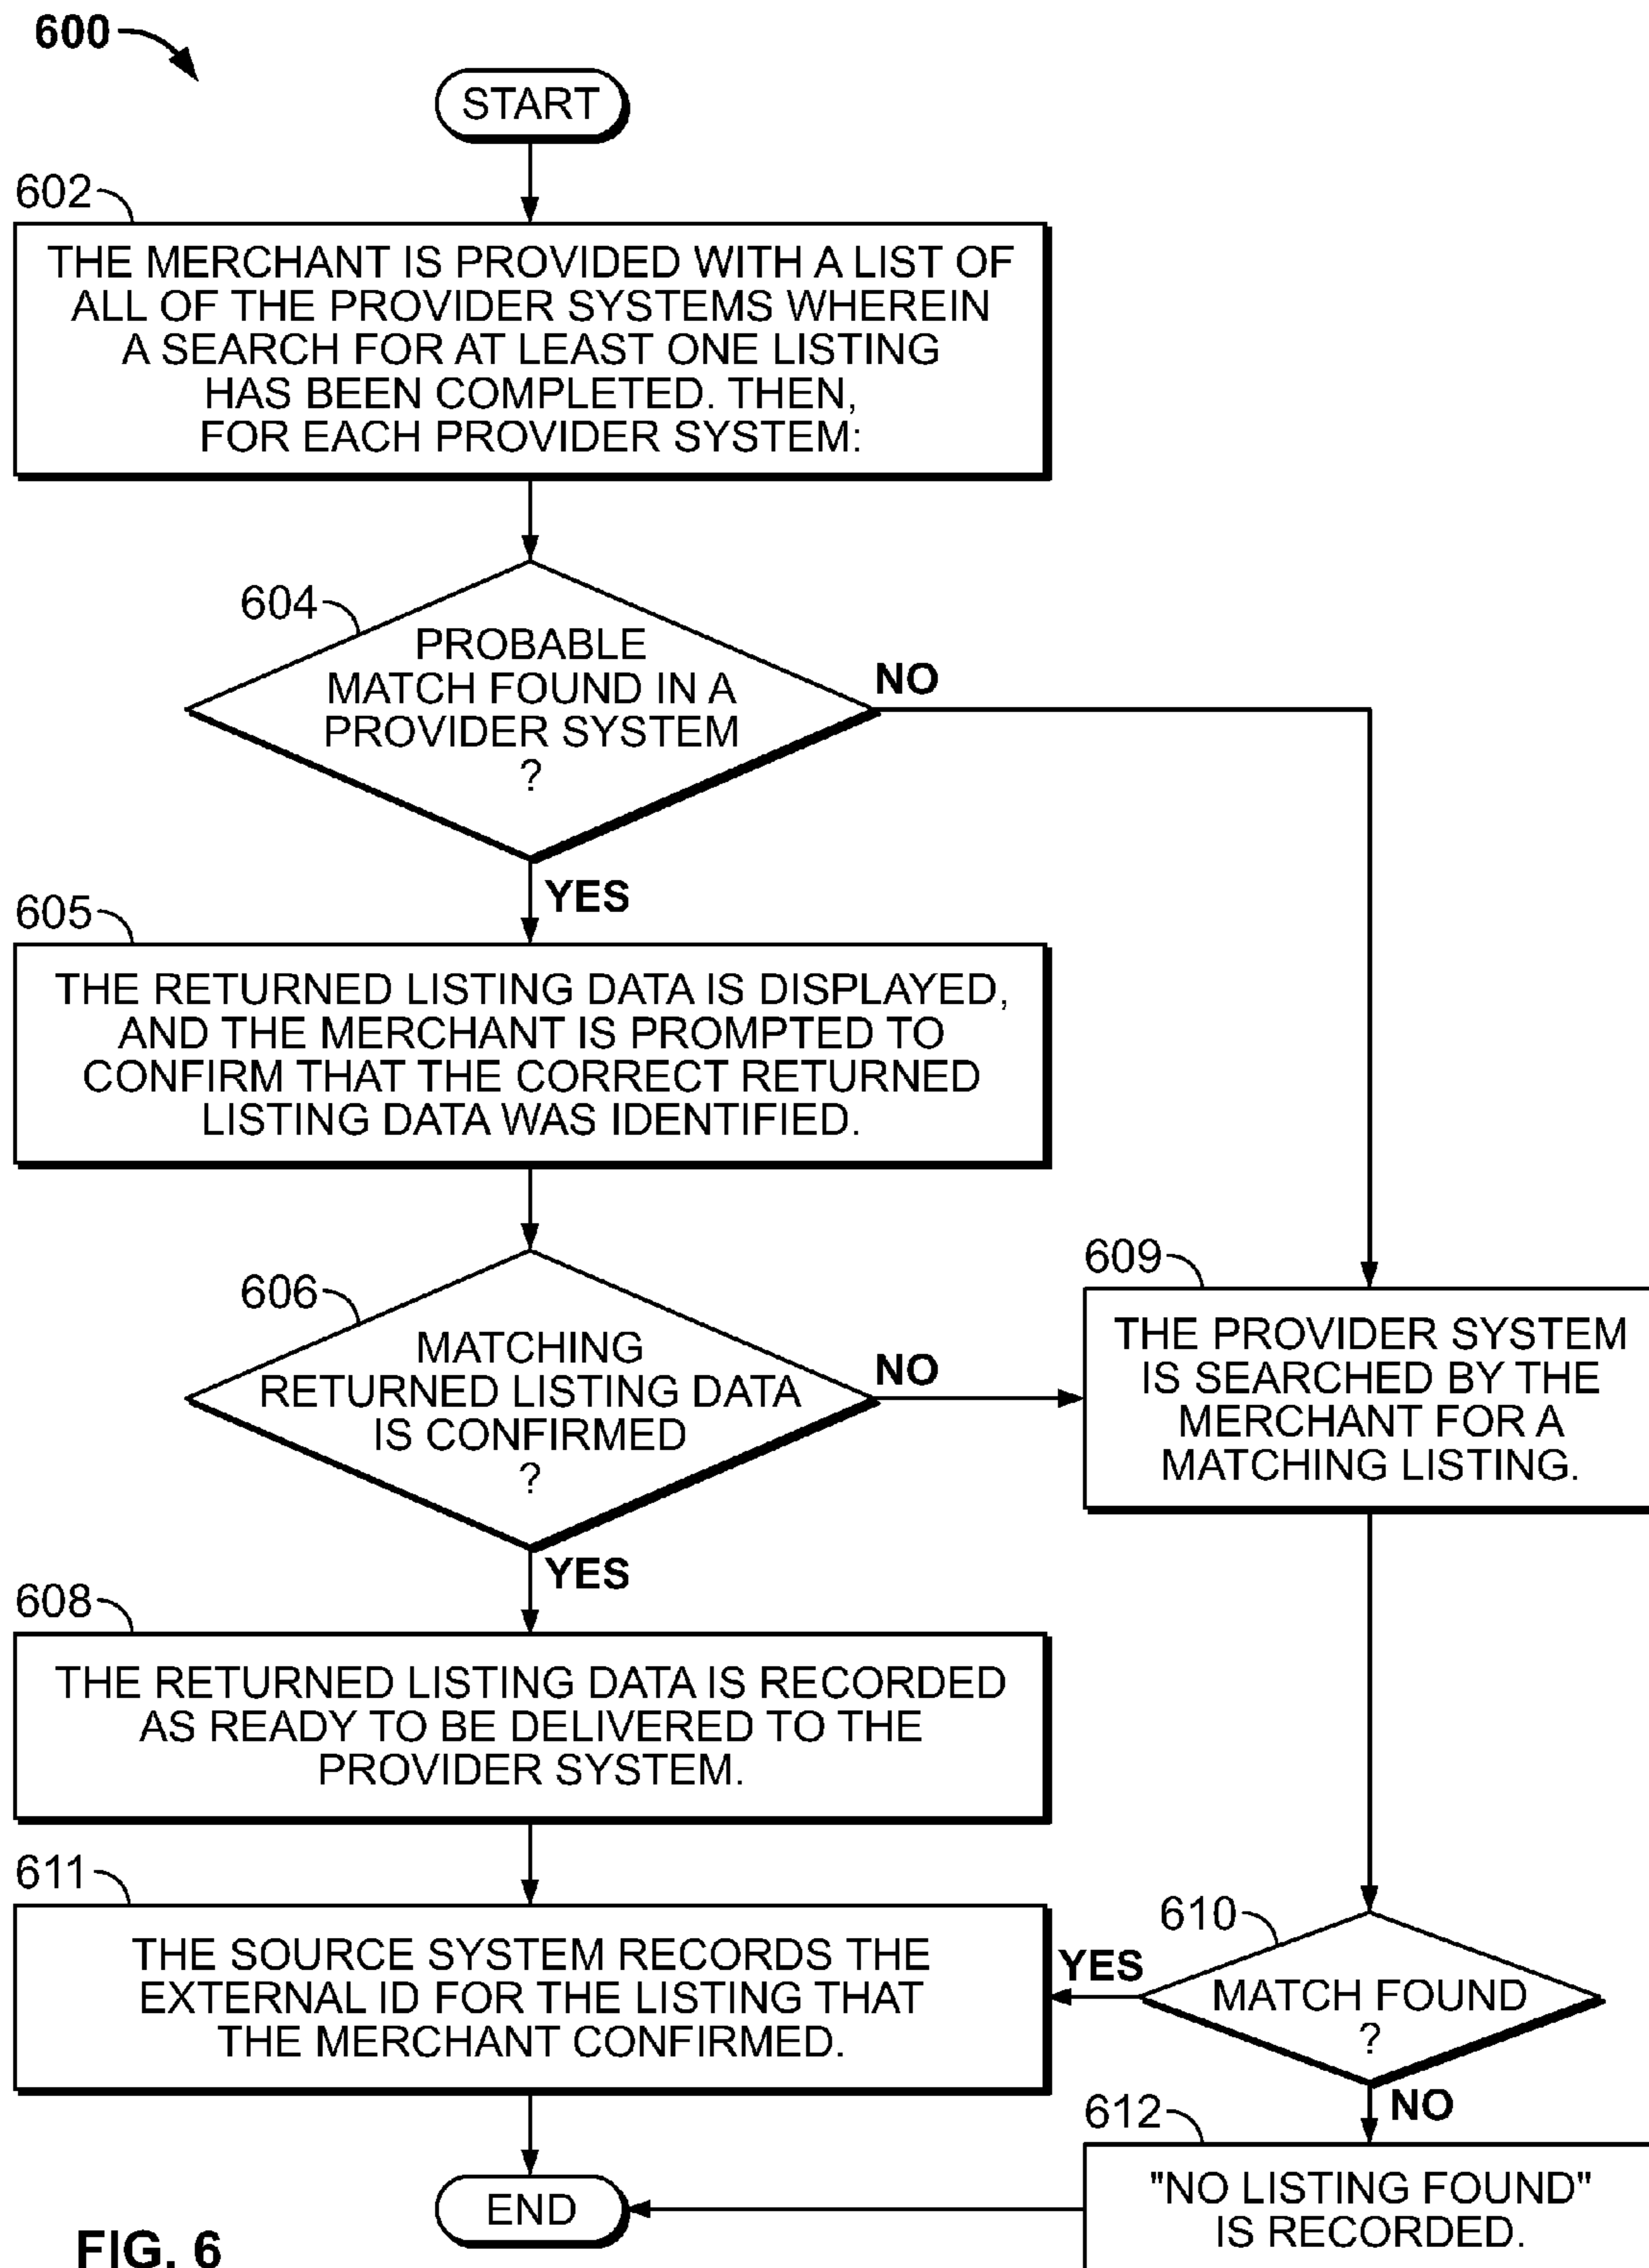 600
START
602
THE MERCHANT IS PROVIDED WITH A LIST OF
ALL OF THE PROVIDER SYSTEMS WHEREIN
A SEARCH FOR AT LEAST ONE LISTING
HAS BEEN COMPLETED. THEN,
FOR EACH PROVIDER SYSTEM:
604
PROBABLE
MATCH FOUND IN A
PROVIDER SYSTEM
?
NO
YES
605
THE RETURNED LISTING DATA IS DISPLAYED,
AND THE MERCHANT IS PROMPTED TO
CONFIRM THAT THE CORRECT RETURNED
LISTING DATA WAS IDENTIFIED.
606
MATCHING
RETURNED LISTING DATA
IS CONFIRMED
?
NO
YES
609
THE PROVIDER SYSTEM
IS SEARCHED BY THE
MERCHANT FOR A
MATCHING LISTING.
608
THE RETURNED LISTING DATA IS RECORDED
AS READY TO BE DELIVERED TO THE
PROVIDER SYSTEM.
611
THE SOURCE SYSTEM RECORDS THE
EXTERNAL ID FOR THE LISTING THAT
THE MERCHANT CONFIRMED.
610
YES
MATCH FOUND
?
NO
612
"NO LISTING FOUND"
IS RECORDED.
END
FIG. 6